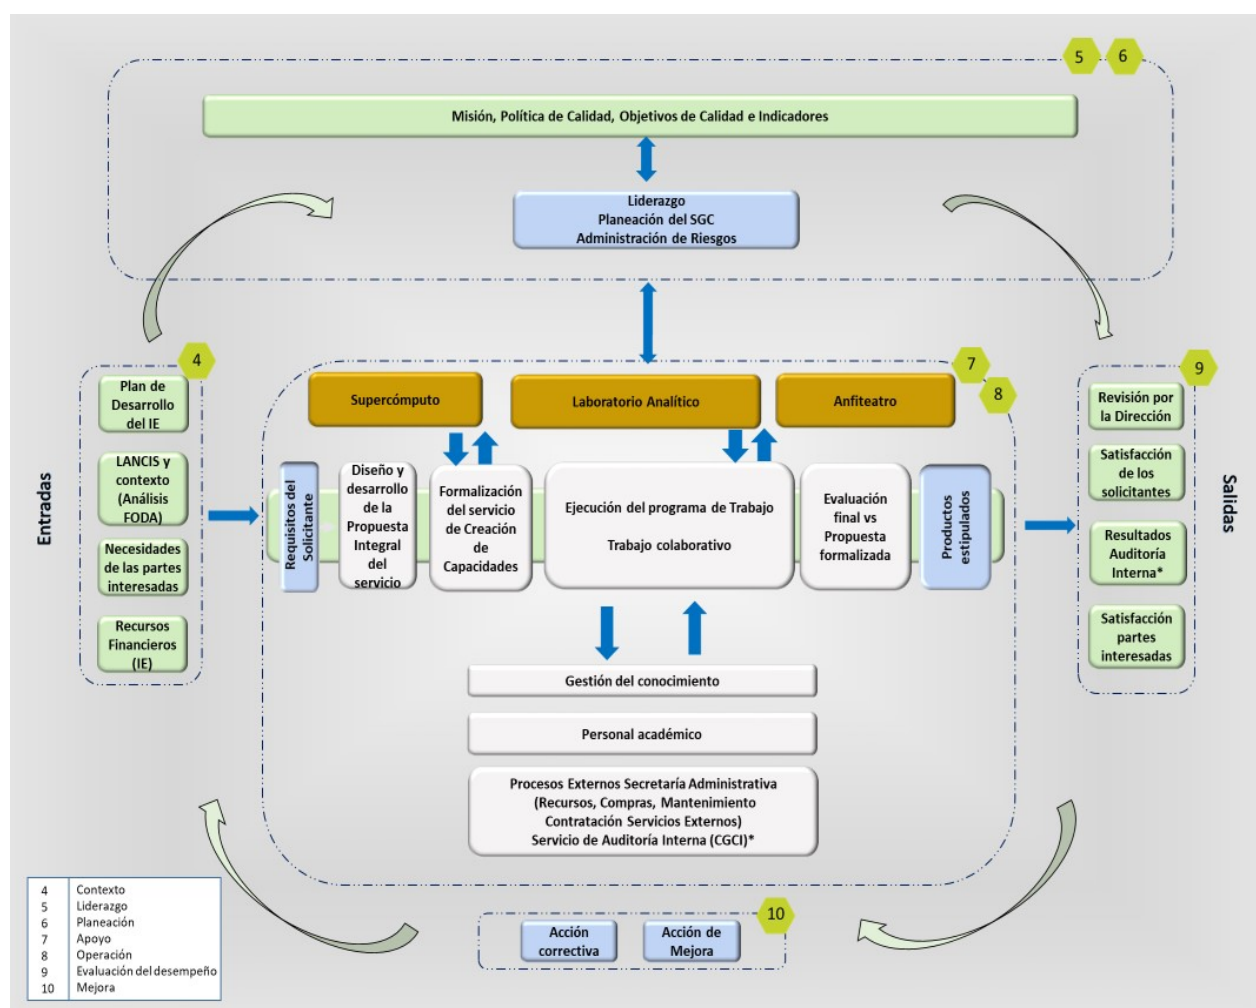 5
6
Misión, Política de Calidad, Objetivos de Calidad e Indicadores
Liderazgo
Planeación del SGC
Administración de Riesgos
Entradas
4
Plan de
Desarrollo
del IE
LANCIS y
contexto
(Análisis
FODA)
Necesidades
de las partes
interesadas
Recursos
Financieros
(IE)
7
8
Supercómputo
Laboratorio Analítico
Anfiteatro
Requisitos del
Solicitante
Diseño y
desarrollo
de la
Propuesta
Integral
del
servicio
Formalización
del servicio
de Creación
de
Capacidades
Ejecución del programa de Trabajo
Trabajo colaborativo
Evaluación
final vs
Propuesta
formalizada
Productos
estipulados
Gestión del conocimiento
Personal académico
Procesos Externos Secretaría Administrativa
(Recursos, Compras, Mantenimiento
Contratación Servicios Externos)
Servicio de Auditoría Interna (CGCI)*
9
Revisión por
la Dirección
Satisfacción
de los
solicitantes
Resultados
Auditoría
Interna*
Satisfacción
partes
interesadas
Salidas
10
Acción
correctiva
Acción de
Mejora
4 Contexto
5 Liderazgo
6 Planeación
7 Apoyo
8 Operación
9 Evaluación del desempeño
10 Mejora